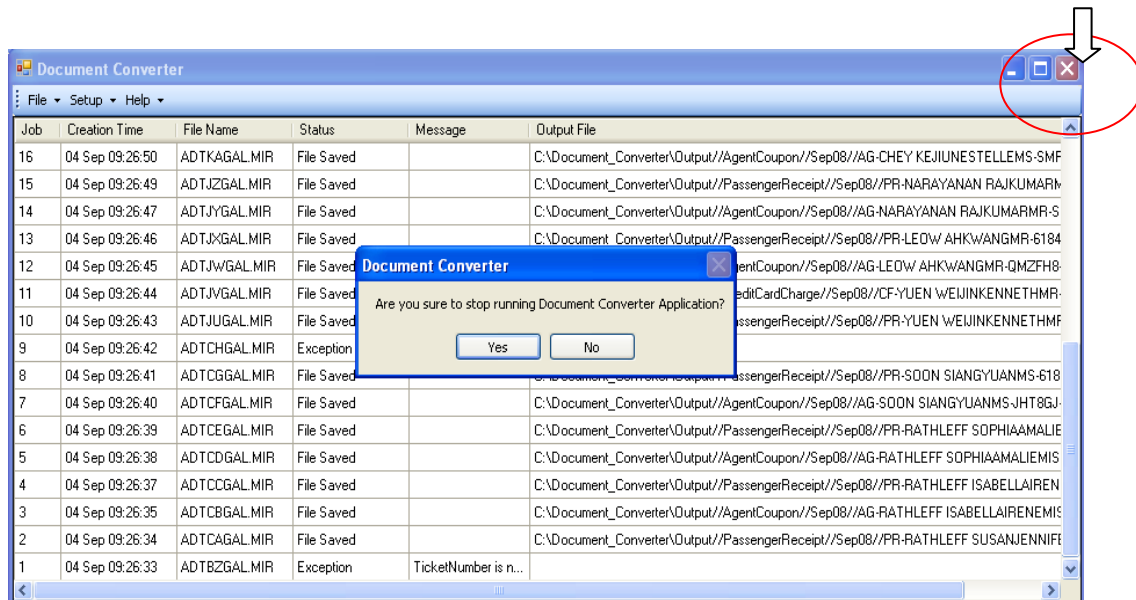 Document Converter
File Setup Help
Job Creation Time File Name Status Message Output File
16 04 Sep 09:26:50 ADTKAGAL.MIR File Saved C:\Document_Converter\Output//AgentCoupon//Sep08//AG-CHEY KEJIUNESTELLEMS-SMF
15 04 Sep 09:26:49 ADTJZGAL.MIR File Saved C:\Document_Converter\Output//PassengerReceipt//Sep08//PR-NARAYANAN RAJKUMARM
14 04 Sep 09:26:47 ADTJYGAL.MIR File Saved C:\Document_Converter\Output//AgentCoupon//Sep08//AG-NARAYANAN RAJKUMARMR-S
13 04 Sep 09:26:46 ADTJXGAL.MIR File Saved C:\Document_Converter\Output//PassengerReceipt//Sep08//PR-LEOW AHKWANGMR-6184
12 04 Sep 09:26:45 ADTJWGAL.MIR File Saved entCoupon//Sep08//AG-LEOW AHKWANGMR-QMZFH8-
11 04 Sep 09:26:44 ADTJVGAL.MIR File Saved editCardCharge//Sep08//CF-YUEN WEIJINKENNETHMR-
10 04 Sep 09:26:43 ADTJUGAL.MIR File Saved ssengerReceipt//Sep08//PR-YUEN WEIJINKENNETHMF
9 04 Sep 09:26:42 ADTCHGAL.MIR Exception
8 04 Sep 09:26:41 ADTCGGAL.MIR File Saved assengerReceipt//Sep08//PR-SOON SIANGYUANMS-618
7 04 Sep 09:26:40 ADTCFGAL.MIR File Saved C:\Document_Converter\Output//AgentCoupon//Sep08//AG-SOON SIANGYUANMS-JHT8GJ-
6 04 Sep 09:26:39 ADTCEGAL.MIR File Saved C:\Document_Converter\Output//PassengerReceipt//Sep08//PR-RATHLEFF SOPHIAAMALIE
5 04 Sep 09:26:38 ADTCDGAL.MIR File Saved C:\Document_Converter\Output//AgentCoupon//Sep08//AG-RATHLEFF SOPHIAAMALIEMIS
4 04 Sep 09:26:37 ADTCCGAL.MIR File Saved C:\Document_Converter\Output//PassengerReceipt//Sep08//PR-RATHLEFF ISABELLAIREN
3 04 Sep 09:26:35 ADTCBGAL.MIR File Saved C:\Document_Converter\Output//AgentCoupon//Sep08//AG-RATHLEFF ISABELLAIRENEMIS
2 04 Sep 09:26:34 ADTCAGAL.MIR File Saved C:\Document_Converter\Output//PassengerReceipt//Sep08//PR-RATHLEFF SUSANJENNIFE
1 04 Sep 09:26:33 ADTBZGAL.MIR Exception TicketNumber is n...
Document Converter
Are you sure to stop running Document Converter Application?
Yes No